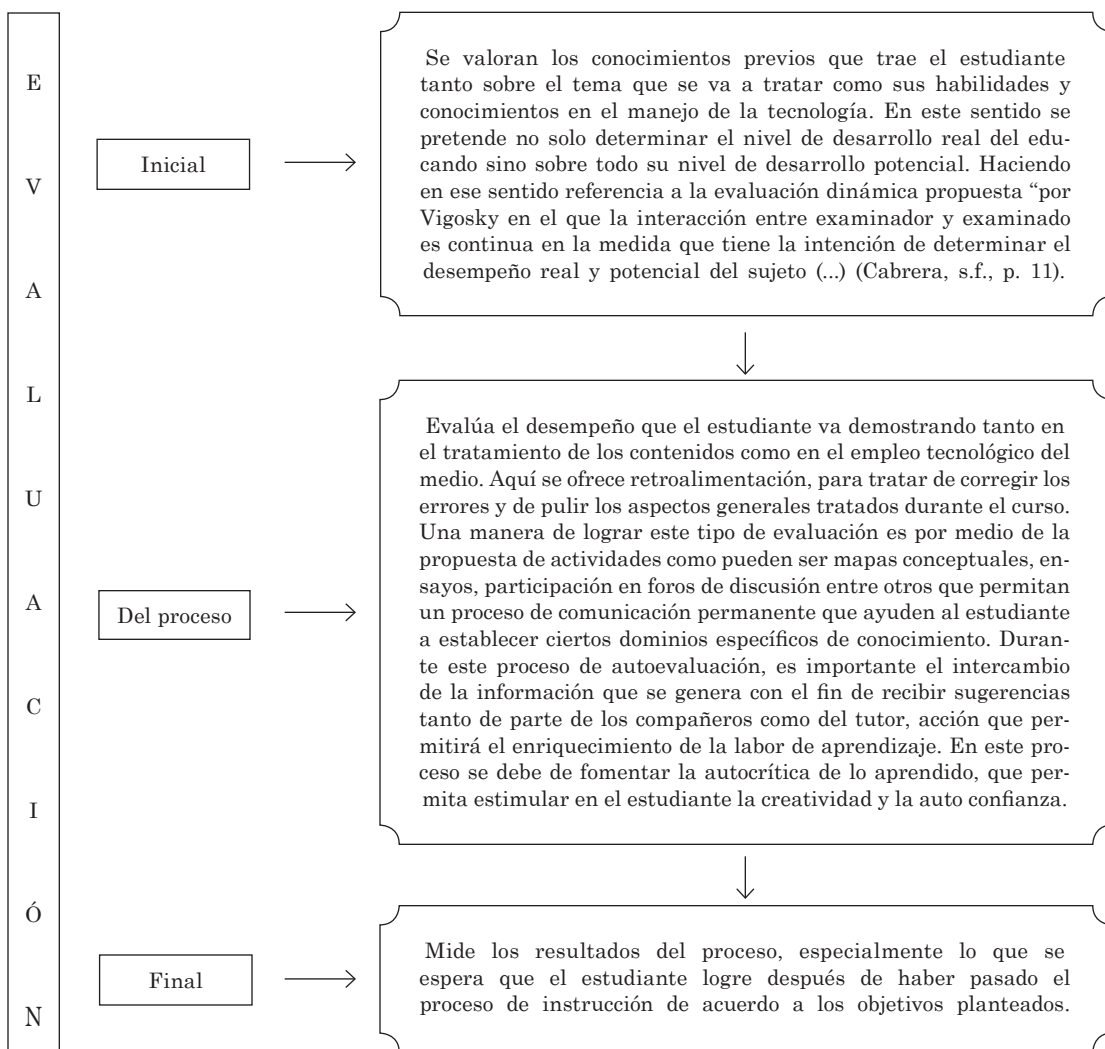 EVALUACIÓN
Inicial
Se valoran los conocimientos previos que trae el estudiante
tanto sobre el tema que se va a tratar como sus habilidades y
conocimientos en el manejo de la tecnología. En este sentido se
pretende no solo determinar el nivel de desarrollo real del edu-
cando sino sobre todo su nivel de desarrollo potencial. Haciendo
en ese sentido referencia a la evaluación dinámica propuesta “por
Vigosky en el que la interacción entre examinador y examinado
es continua en la medida que tiene la intención de determinar el
desempeño real y potencial del sujeto (...) (Cabrera, s.f., p. 11).
Del proceso
Evalúa el desempeño que el estudiante va demostrando tanto en
el tratamiento de los contenidos como en el empleo tecnológico del
medio. Aquí se ofrece retroalimentación, para tratar de corregir los
errores y de pulir los aspectos generales tratados durante el curso.
Una manera de lograr este tipo de evaluación es por medio de la
propuesta de actividades como pueden ser mapas conceptuales, en-
sayos, participación en foros de discusión entre otros que permitan
un proceso de comunicación permanente que ayuden al estudiante
a establecer ciertos dominios específicos de conocimiento. Duran-
te este proceso de autoevaluación, es importante el intercambio
de la información que se genera con el fin de recibir sugerencias
tanto de parte de los compañeros como del tutor, acción que per-
mitirá el enriquecimiento de la labor de aprendizaje. En este pro-
ceso se debe de fomentar la autocrítica de lo aprendido, que per-
mita estimular en el estudiante la creatividad y la auto confianza.
Final
Mide los resultados del proceso, especialmente lo que se
espera que el estudiante logre después de haber pasado el
proceso de instrucción de acuerdo a los objetivos planteados.